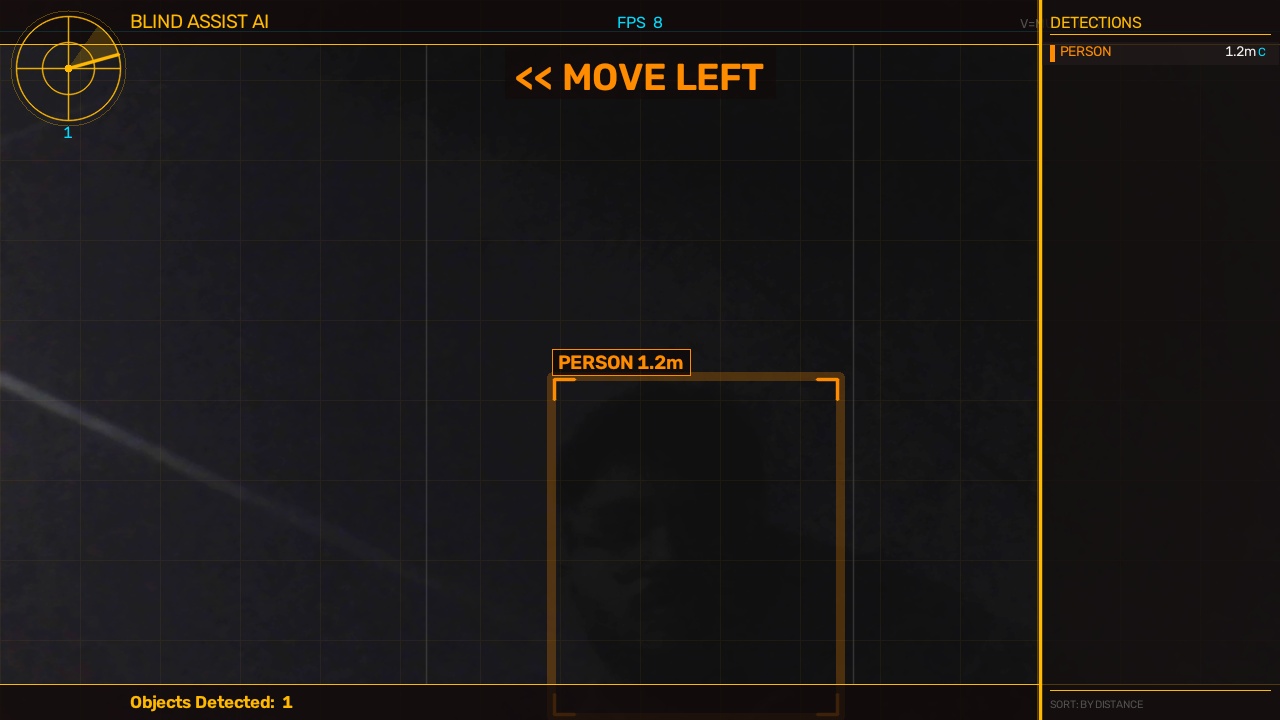 BLIND ASSIST AI
FPS 8
DETECTIONS
PERSON 1.2m C
<< MOVE LEFT
1
PERSON 1.2m
Objects Detected: 1
SORT: BY DISTANCE